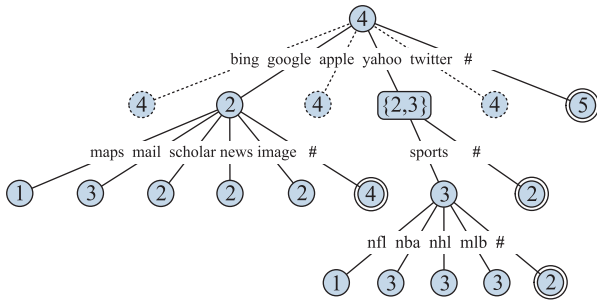 4
bing google apple yahoo twitter #
4 2 4 {2,3} 4 5
maps mail scholar news image # sports #
1 3 2 2 2 4 3 2
nfl nba nhl mlb #
1 3 3 3 2